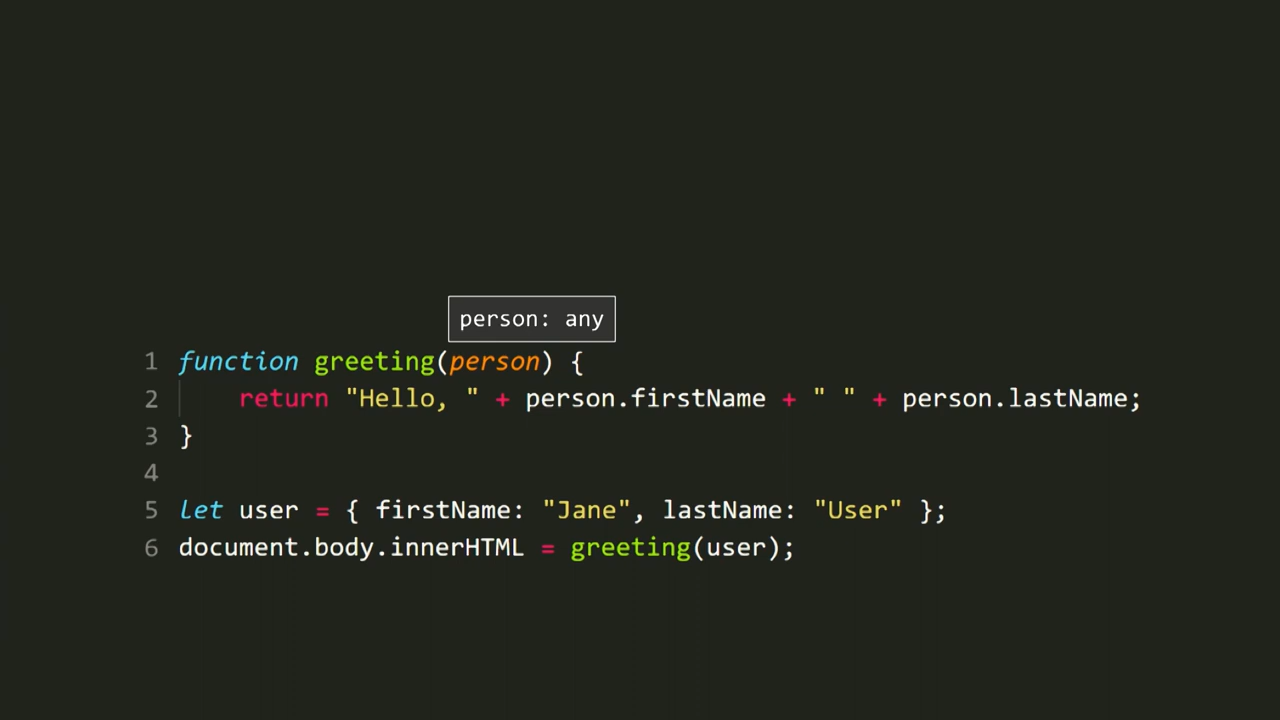 person: any
1 function greeting(person) {
2     return "Hello, " + person.firstName + " " + person.lastName;
3 }
4
5 let user = { firstName: "Jane", lastName: "User" };
6 document.body.innerHTML = greeting(user);